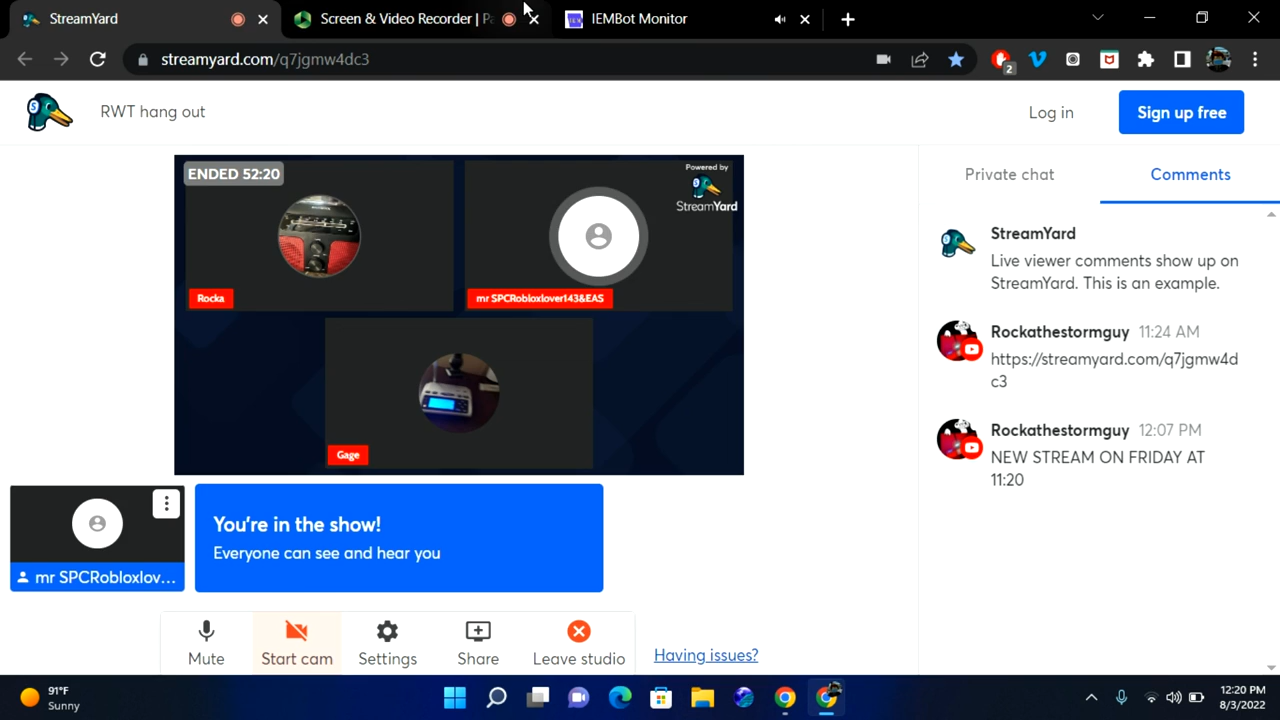 StreamYard
Screen & Video Recorder | Pa
IEMBot Monitor
streamyard.com/q7jgmw4dc3
2
RWT hang out
Log in
Sign up free
ENDED 52:20
Powered by
StreamYard
Rocka
mr SPCRobloxlover143&EAS
Gage
Private chat
Comments
StreamYard
Live viewer comments show up on
StreamYard. This is an example.
Rockathestormguy 11:24 AM
https://streamyard.com/q7jgmw4d
c3
Rockathestormguy 12:07 PM
NEW STREAM ON FRIDAY AT
11:20
mr SPCRobloxlov...
You're in the show!
Everyone can see and hear you
Mute
Start cam
Settings
Share
Leave studio
Having issues?
91°F
Sunny
12:20 PM
8/3/2022